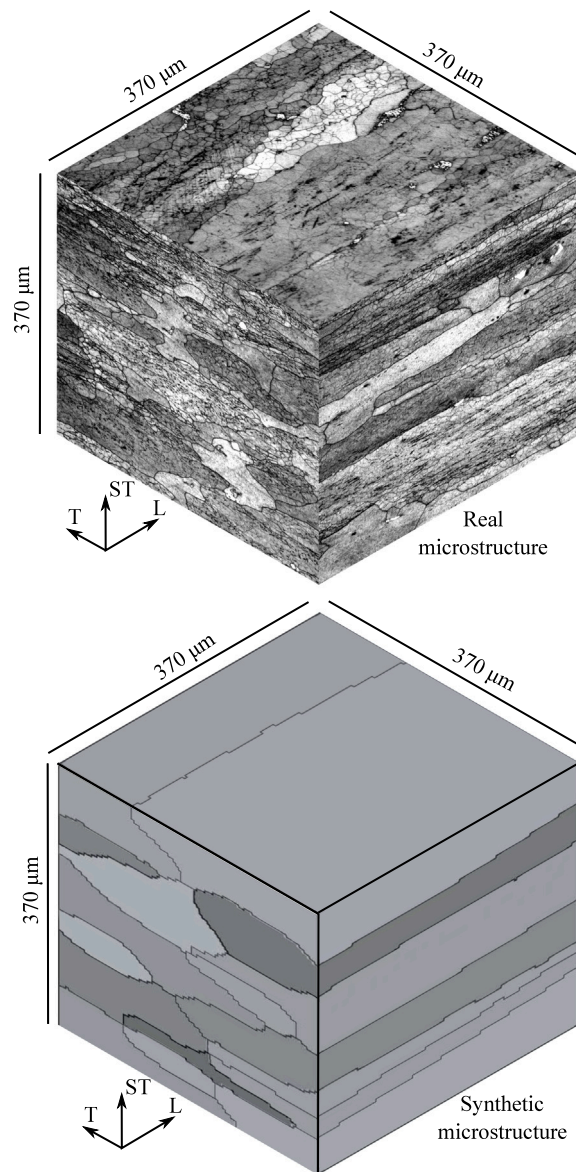 370 μm
370 μm
370 μm
ST
T
L
Real
microstructure
370 μm
370 μm
370 μm
ST
T
L
Synthetic
microstructure